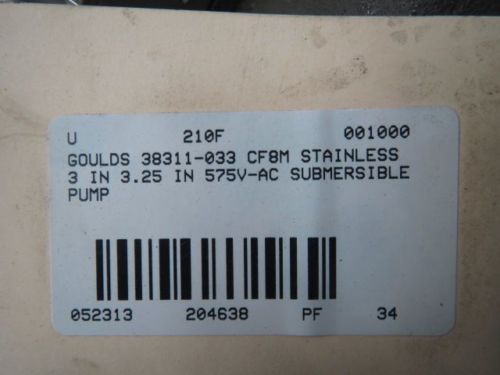 U 210F 001000
GOULDS 38311-033 CF8M STAINLESS
3 IN 3.25 IN 575V-AC SUBMERSIBLE
PUMP
052313 204638 PF 34